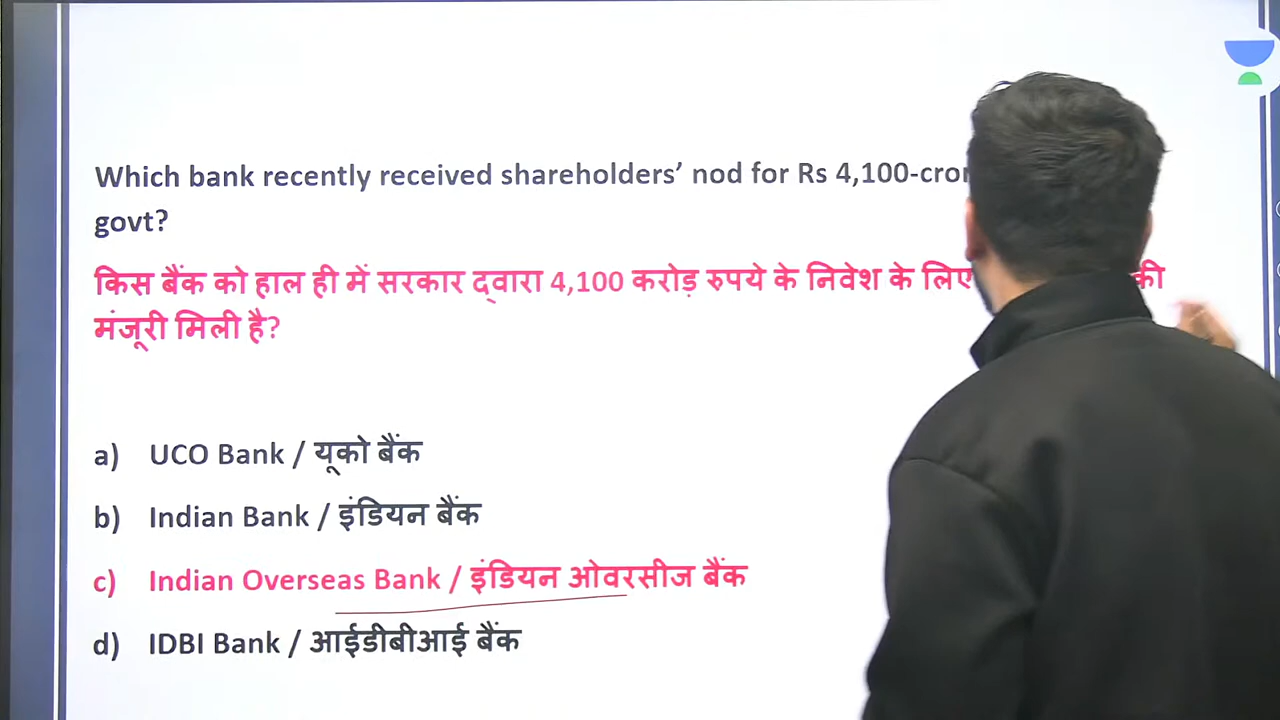 Which bank recently received shareholders’ nod for Rs 4,100-cror
govt?
किस बैंक को हाल ही में सरकार द्वारा 4,100 करोड़ रुपये के निवेश के लिए की
मंजूरी मिली है?
a) UCO Bank / यूको बैंक
b) Indian Bank / इंडियन बैंक
c) Indian Overseas Bank / इंडियन ओवरसीज बैंक
d) IDBI Bank / आईडीबीआई बैंक